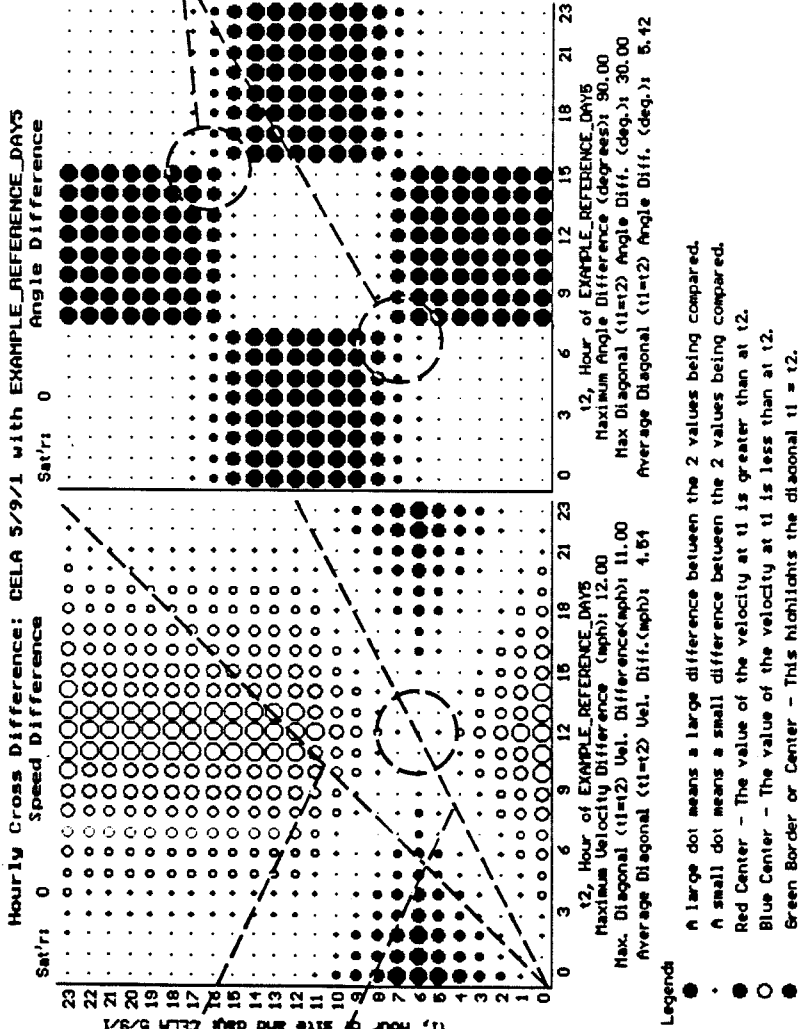 Hourly Cross Difference: CELA 5/9/1 with EXAMPLE_REFERENCE_DAY5
Speed Difference
Sat'r: 0
23
22
21
20
19
18
17
16
15
14
13
12
11
10
9
8
7
6
5
4
3
2
1
0
0 3 6 9 12 15 18 21 23
t2, Hour of EXAMPLE_REFERENCE_DAY5
Maximum Velocity Difference (mph): 12.00
Max. Diagonal (t1=t2) Vel. Difference(mph): 11.00
Average Diagonal (t1=t2) Vel. Diff.(mph): 4.54
Angle Difference
Sat'r: 0
0 3 6 9 12 15 18 21 23
t2, Hour of EXAMPLE_REFERENCE_DAY5
Maximum Angle Difference (degrees): 90.00
Max Diagonal (t1=t2) Angle Diff. (deg.): 30.00
Average Diagonal (t1=t2) Angle Diff. (deg.): 5.42
Legend:
A large dot means a large difference between the 2 values being compared.
A small dot means a small difference between the 2 values being compared.
Red Center - The value of the velocity at t1 is greater than at t2.
Blue Center - The value of the velocity at t1 is less than at t2.
Green Border or Center - This highlights the diagonal t1 = t2.